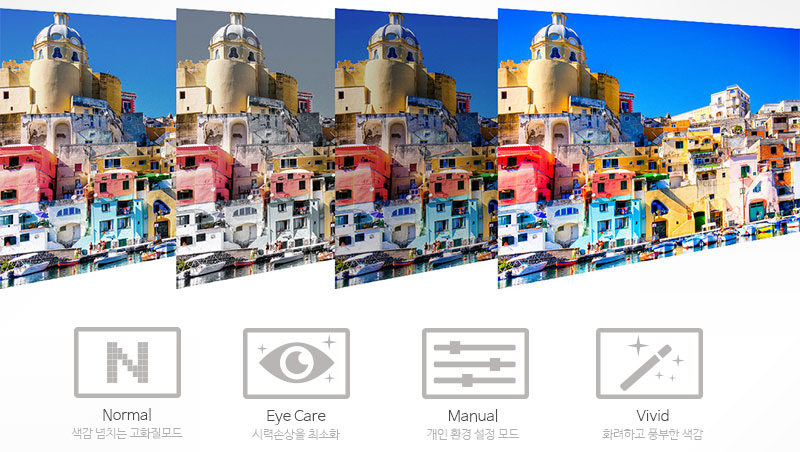 Normal
색감 넘치는 고화질모드
Eye Care
시력손상을 최소화
Manual
개인 환경 설정 모드
Vivid
화려하고 풍부한 색감